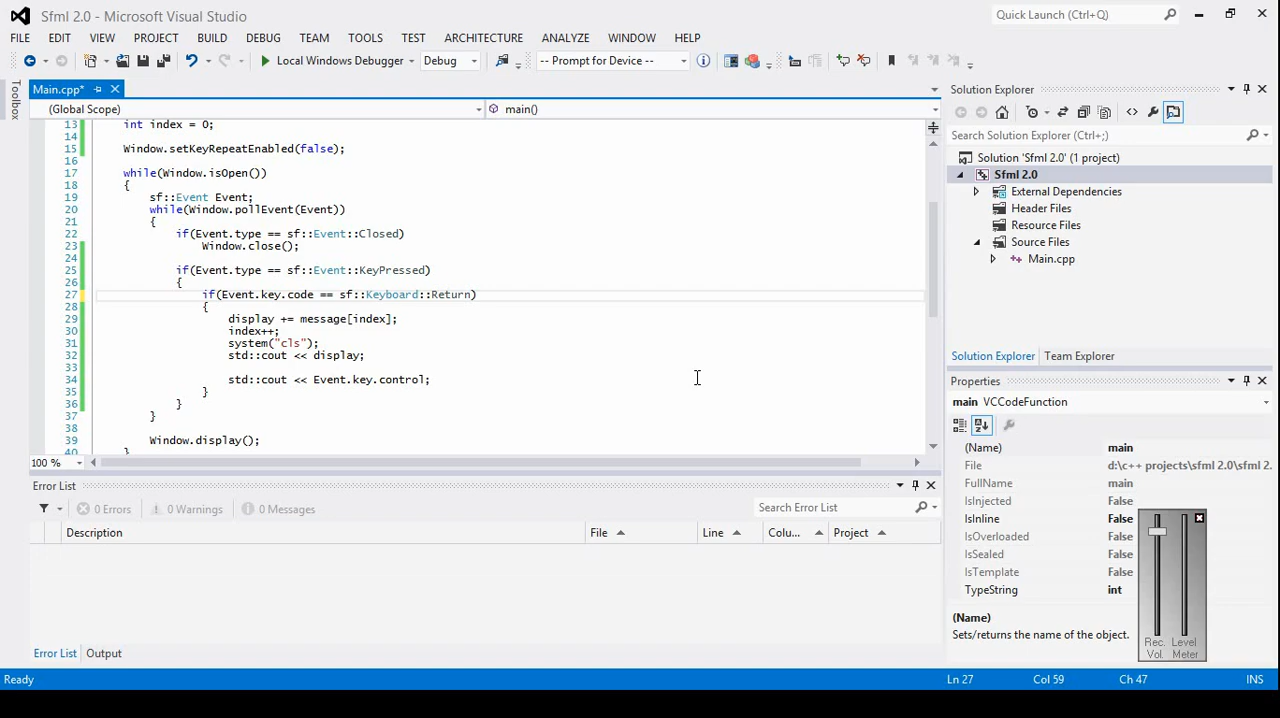 Sfml 2.0 - Microsoft Visual Studio
Quick Launch (Ctrl+Q)
FILE EDIT VIEW PROJECT BUILD DEBUG TEAM TOOLS TEST ARCHITECTURE ANALYZE WINDOW HELP
Local Windows Debugger Debug -- Prompt for Device --
Toolbox
Main.cpp*
(Global Scope) main()
13 int index = 0;
14
15 Window.setKeyRepeatEnabled(false);
16
17 while(Window.isOpen())
18 {
19 sf::Event Event;
20 while(Window.pollEvent(Event))
21 {
22 if(Event.type == sf::Event::Closed)
23 Window.close();
24
25 if(Event.type == sf::Event::KeyPressed)
26 {
27 if(Event.key.code == sf::Keyboard::Return)
28 {
29 display += message[index];
30 index++;
31 system("cls");
32 std::cout << display;
33
34 std::cout << Event.key.control;
35 }
36 }
37 }
38
39 Window.display();
40 }
100 %
Error List
0 Errors 0 Warnings 0 Messages
Search Error List
Description File Line Colu... Project
Error List Output
Solution Explorer
Search Solution Explorer (Ctrl+;)
Solution 'Sfml 2.0' (1 project)
Sfml 2.0
External Dependencies
Header Files
Resource Files
Source Files
Main.cpp
Solution Explorer Team Explorer
Properties
main VCCodeFunction
(Name) main
File d:\c++ projects\sfml 2.0\sfml 2.
FullName main
IsInjected False
IsInline False
IsOverloaded False
IsSealed False
IsTemplate False
TypeString int
(Name)
Sets/returns the name of the object.
Rec. Level
Vol. Meter
Ready Ln 27 Col 59 Ch 47 INS